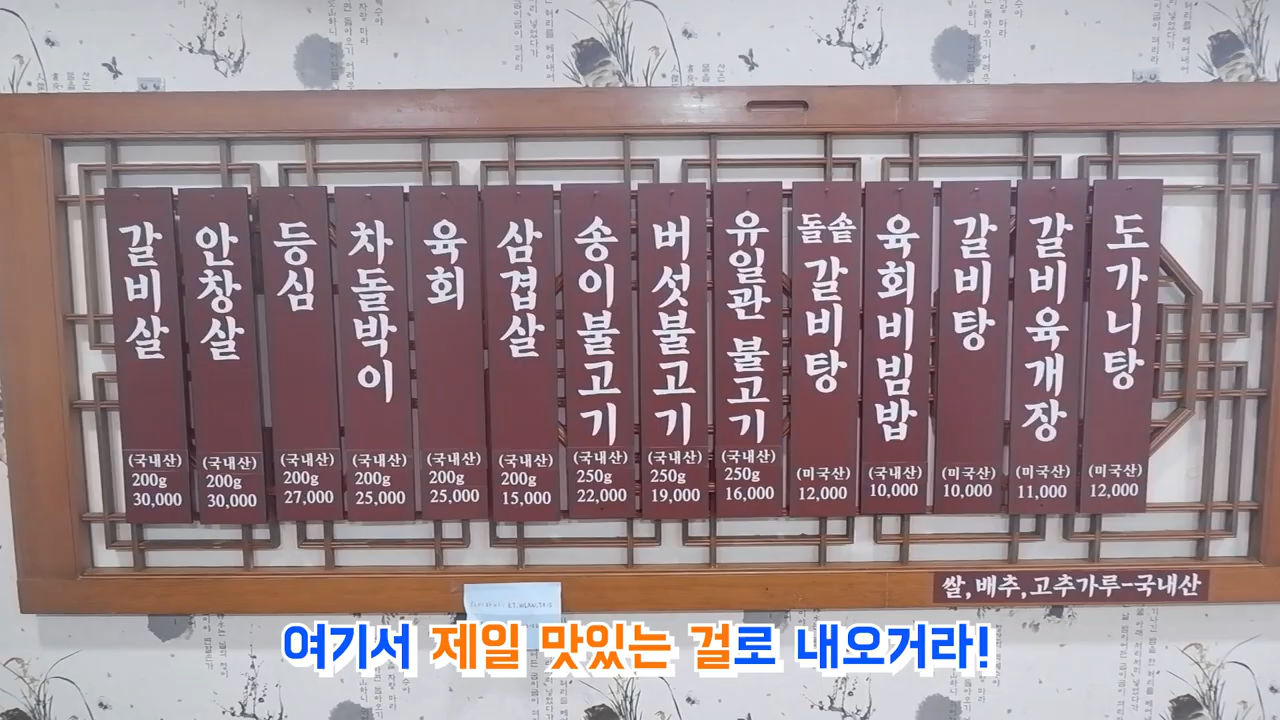 갈비살
(국내산)
200g
30,000
안창살
(국내산)
200g
30,000
등심
(국내산)
200g
27,000
차돌박이
(국내산)
200g
25,000
육회
(국내산)
200g
25,000
삼겹살
(국내산)
200g
15,000
송이불고기
(국내산)
250g
22,000
버섯불고기
(국내산)
250g
19,000
유일관 불고기
(국내산)
250g
16,000
돌솥
갈비탕
(미국산)
12,000
육회비빔밥
(국내산)
10,000
갈비탕
(미국산)
10,000
갈비육개장
(미국산)
11,000
도가니탕
(미국산)
12,000
쌀,배추,고추가루-국내산
여기서 제일 맛있는 걸로 내오거라!